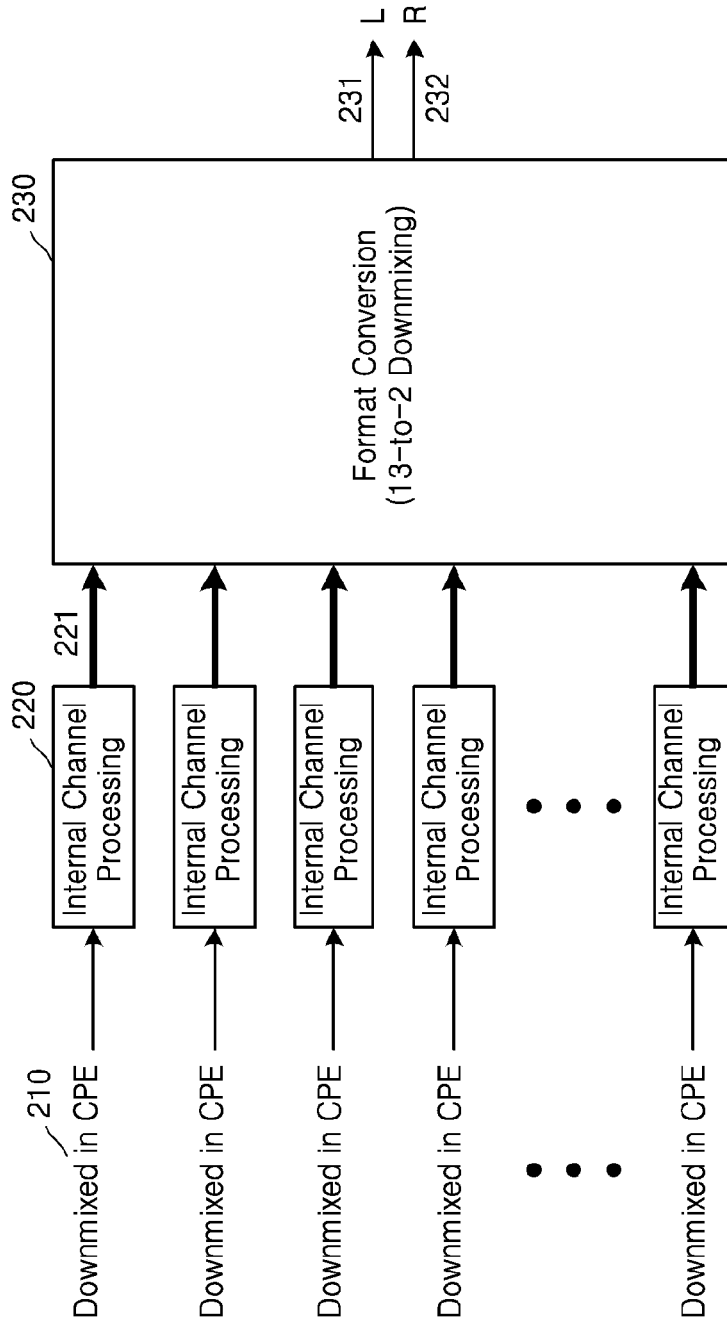 210
Downmixed in CPE
Downmixed in CPE
Downmixed in CPE
Downmixed in CPE
Downmixed in CPE
220
Internal Channel
Processing
Internal Channel
Processing
Internal Channel
Processing
Internal Channel
Processing
Internal Channel
Processing
221
230
Format Conversion
(13-to-2 Downmixing)
231
L
232
R